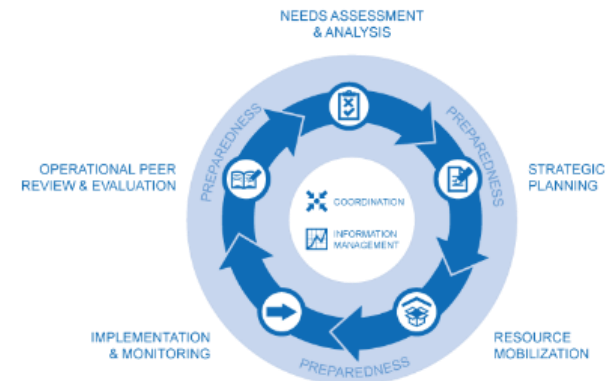 NEEDS ASSESSMENT
& ANALYSIS
PREPAREDNESS
PREPAREDNESS
OPERATIONAL PEER
REVIEW & EVALUATION
STRATEGIC
PLANNING
COORDINATION
INFORMATION
MANAGEMENT
IMPLEMENTATION
& MONITORING
RESOURCE
MOBILIZATION
PREPAREDNESS